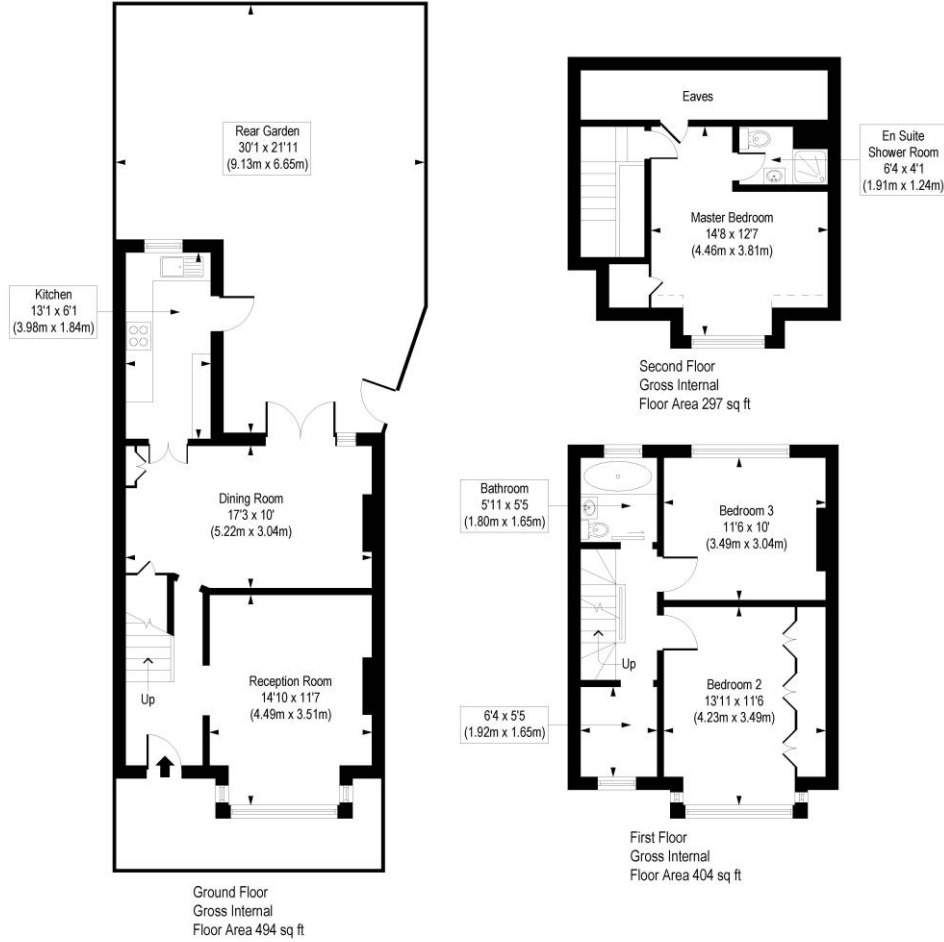 Rear Garden
30'1 x 21'11
(9.13m x 6.65m)
Kitchen
13'1 x 6'1
(3.98m x 1.84m)
Dining Room
17'3 x 10'
(5.22m x 3.04m)
Up
Reception Room
14'10 x 11'7
(4.49m x 3.51m)
Ground Floor
Gross Internal
Floor Area 494 sq ft
Eaves
En Suite
Shower Room
6'4 x 4'1
(1.91m x 1.24m)
Master Bedroom
14'8 x 12'7
(4.46m x 3.81m)
Second Floor
Gross Internal
Floor Area 297 sq ft
Bathroom
5'11 x 5'5
(1.80m x 1.65m)
Bedroom 3
11'6 x 10'
(3.49m x 3.04m)
Up
Bedroom 2
13'11 x 11'6
(4.23m x 3.49m)
6'4 x 5'5
(1.92m x 1.65m)
First Floor
Gross Internal
Floor Area 404 sq ft